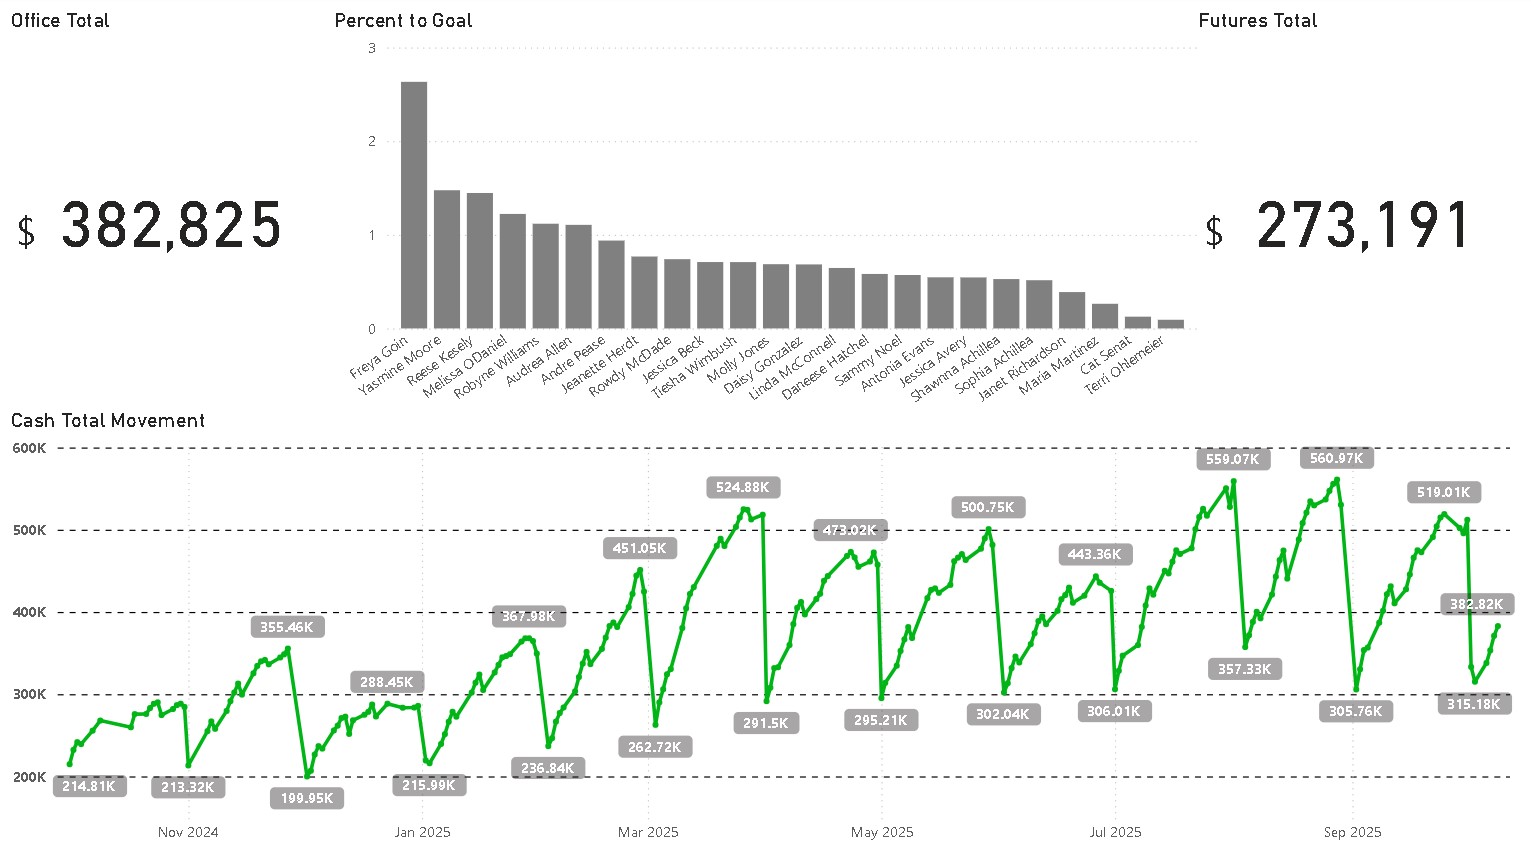 Office Total
Percent to Goal
Futures Total
3
2
1
0
$ 382,825
$ 273,191
Freya Goin
Yasmine Moore
Reese Kesely
Melissa ODaniel
Robyne Williams
Audrea Allen
Andre Pease
Jeanette Herdt
Rowdy McDade
Jessica Beck
Tiesha Wimbush
Molly Jones
Daisy Gonzalez
Linda McConnell
Daneese Hatchel
Sammy Noel
Antonia Evans
Jessica Avery
Shawnna Achillea
Sophia Achillea
Janet Richardson
Maria Martinez
Cat Senat
Terri Ohlemeier
Cash Total Movement
600K
500K
400K
300K
200K
214.81K
213.32K
355.46K
199.95K
288.45K
215.99K
367.98K
236.84K
451.05K
262.72K
524.88K
291.5K
473.02K
295.21K
500.75K
302.04K
443.36K
306.01K
559.07K
357.33K
560.97K
305.76K
519.01K
382.82K
315.18K
Nov 2024
Jan 2025
Mar 2025
May 2025
Jul 2025
Sep 2025